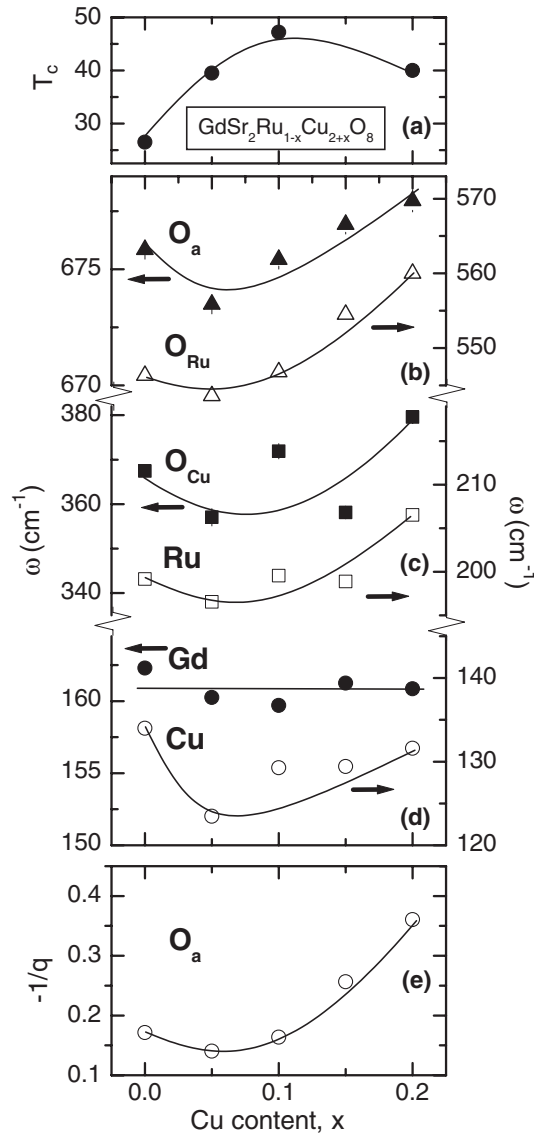 50
40
30
T_c
GdSr₂Ru₁₋ₓCu₂₊ₓO₈
(a)
675
670
O_a
O_Ru
570
560
550
(b)
380
360
340
O_Cu
Ru
210
200
(c)
ω (cm⁻¹)
ω (cm⁻¹)
160
155
150
Gd
Cu
140
130
120
(d)
0.4
0.3
0.2
0.1
-1/q
O_a
(e)
0.0 0.1 0.2
Cu content, x